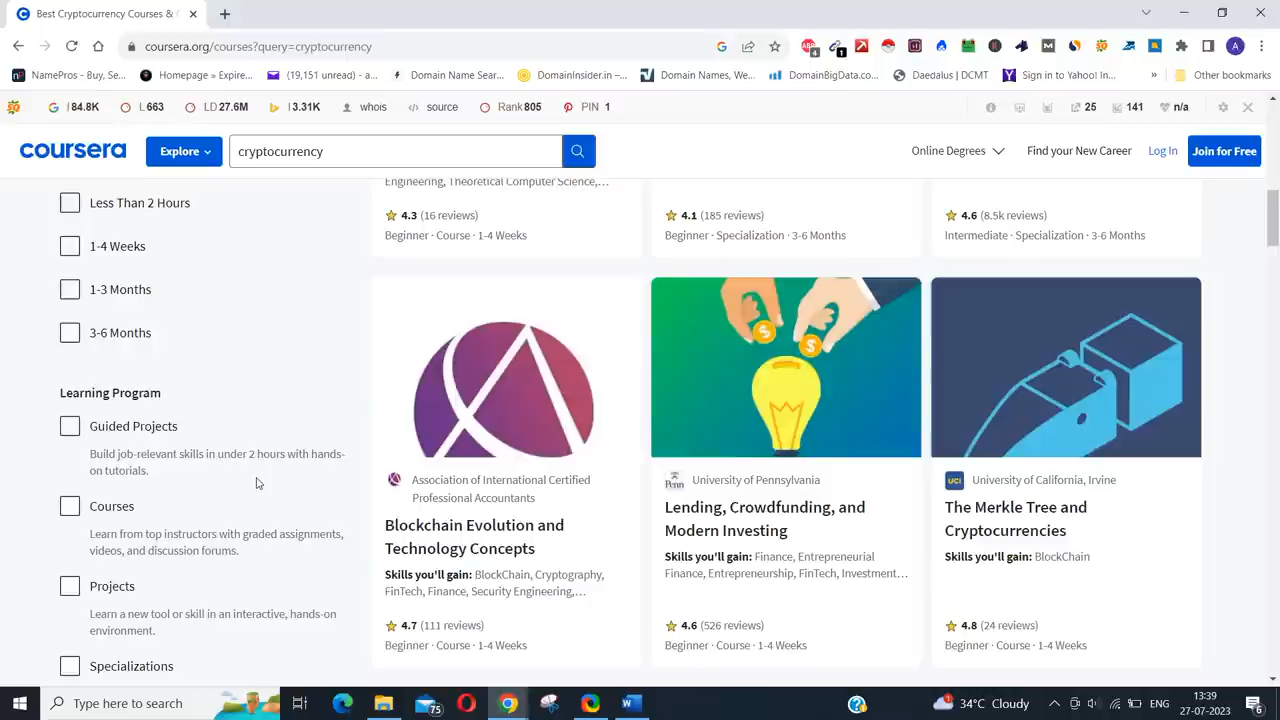 Best Cryptocurrency Courses & 
coursera.org/courses?query=cryptocurrency
4
1
A
NamePros - Buy, Se...
Homepage » Expire...
(19,151 unread) - a...
Domain Name Sear...
DomainInsider.in –...
Domain Names, We...
DomainBigData.co...
Daedalus | DCMT
Sign in to Yahoo! In...
»
Other bookmarks
I 84.8K
L 663
LD 27.6M
I 3.31K
whois
source
Rank 805
PIN 1
25
141
n/a
coursera
Explore
cryptocurrency
Online Degrees
Find your New Career
Log In
Join for Free
Less Than 2 Hours
1-4 Weeks
1-3 Months
3-6 Months
Learning Program
Guided Projects
Build job-relevant skills in under 2 hours with hands-
on tutorials.
Courses
Learn from top instructors with graded assignments,
videos, and discussion forums.
Projects
Learn a new tool or skill in an interactive, hands-on
environment.
Specializations
Engineering, Theoretical Computer Science,...
4.3 (16 reviews)
Beginner · Course · 1-4 Weeks
4.1 (185 reviews)
Beginner · Specialization · 3-6 Months
4.6 (8.5k reviews)
Intermediate · Specialization · 3-6 Months
Association of International Certified
Professional Accountants
Blockchain Evolution and
Technology Concepts
Skills you'll gain: BlockChain, Cryptography,
FinTech, Finance, Security Engineering,...
4.7 (111 reviews)
Beginner · Course · 1-4 Weeks
Penn
University of Pennsylvania
Lending, Crowdfunding, and
Modern Investing
Skills you'll gain: Finance, Entrepreneurial
Finance, Entrepreneurship, FinTech, Investment...
4.6 (526 reviews)
Beginner · Course · 1-4 Weeks
UCI
University of California, Irvine
The Merkle Tree and
Cryptocurrencies
Skills you'll gain: BlockChain
4.8 (24 reviews)
Beginner · Course · 1-4 Weeks
Type here to search
75
34°C Cloudy
ENG
13:39
27-07-2023
6